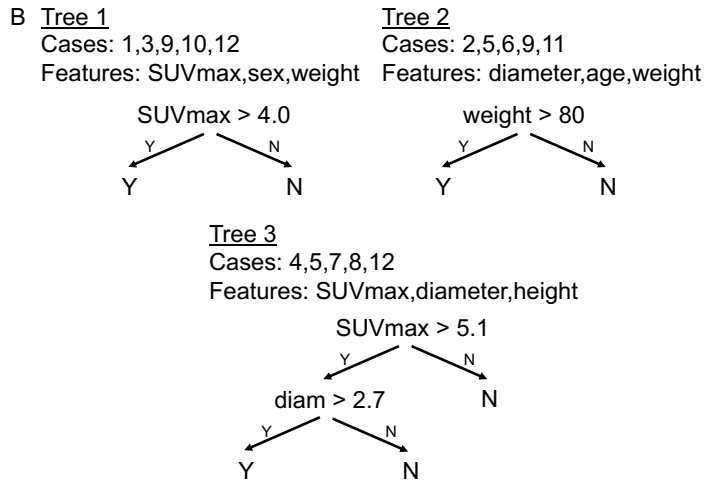 B
Tree 1
Cases: 1,3,9,10,12
Features: SUVmax,sex,weight
SUVmax > 4.0
Y
N
Y
N
Tree 2
Cases: 2,5,6,9,11
Features: diameter,age,weight
weight > 80
Y
N
Y
N
Tree 3
Cases: 4,5,7,8,12
Features: SUVmax,diameter,height
SUVmax > 5.1
Y
N
diam > 2.7
N
Y
N
Y
N